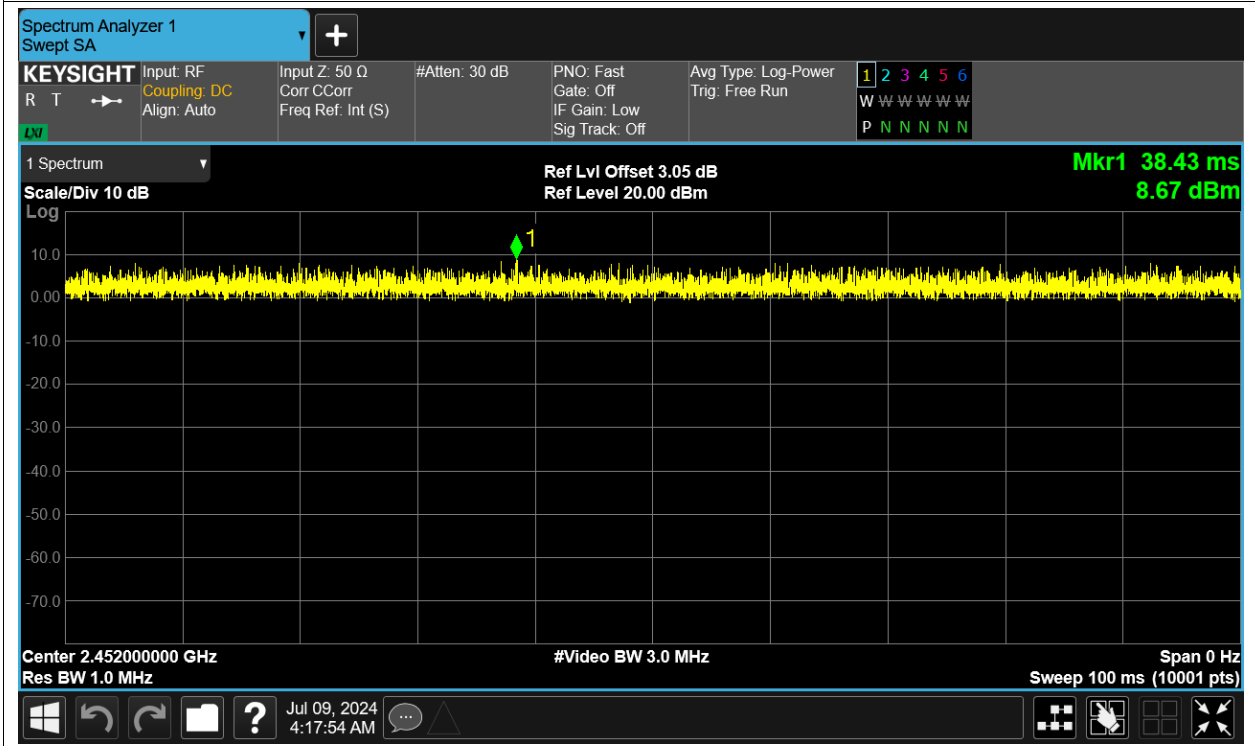 Spectrum Analyzer 1
Swept SA
KEYSIGHT
R T
LXI
Input: RF
Coupling: DC
Align: Auto
Input Z: 50 Ω
Corr CCorr
Freq Ref: Int (S)
#Atten: 30 dB
PNO: Fast
Gate: Off
IF Gain: Low
Sig Track: Off
Avg Type: Log-Power
Trig: Free Run
1 2 3 4 5 6
W W W W W W
P N N N N N
1 Spectrum
Scale/Div 10 dB
Log
Ref Lvl Offset 3.05 dB
Ref Level 20.00 dBm
Mkr1 38.43 ms
8.67 dBm
1
10.0
0.00
-10.0
-20.0
-30.0
-40.0
-50.0
-60.0
-70.0
Center 2.452000000 GHz
Res BW 1.0 MHz
#Video BW 3.0 MHz
Span 0 Hz
Sweep 100 ms (10001 pts)
?
Jul 09, 2024
4:17:54 AM